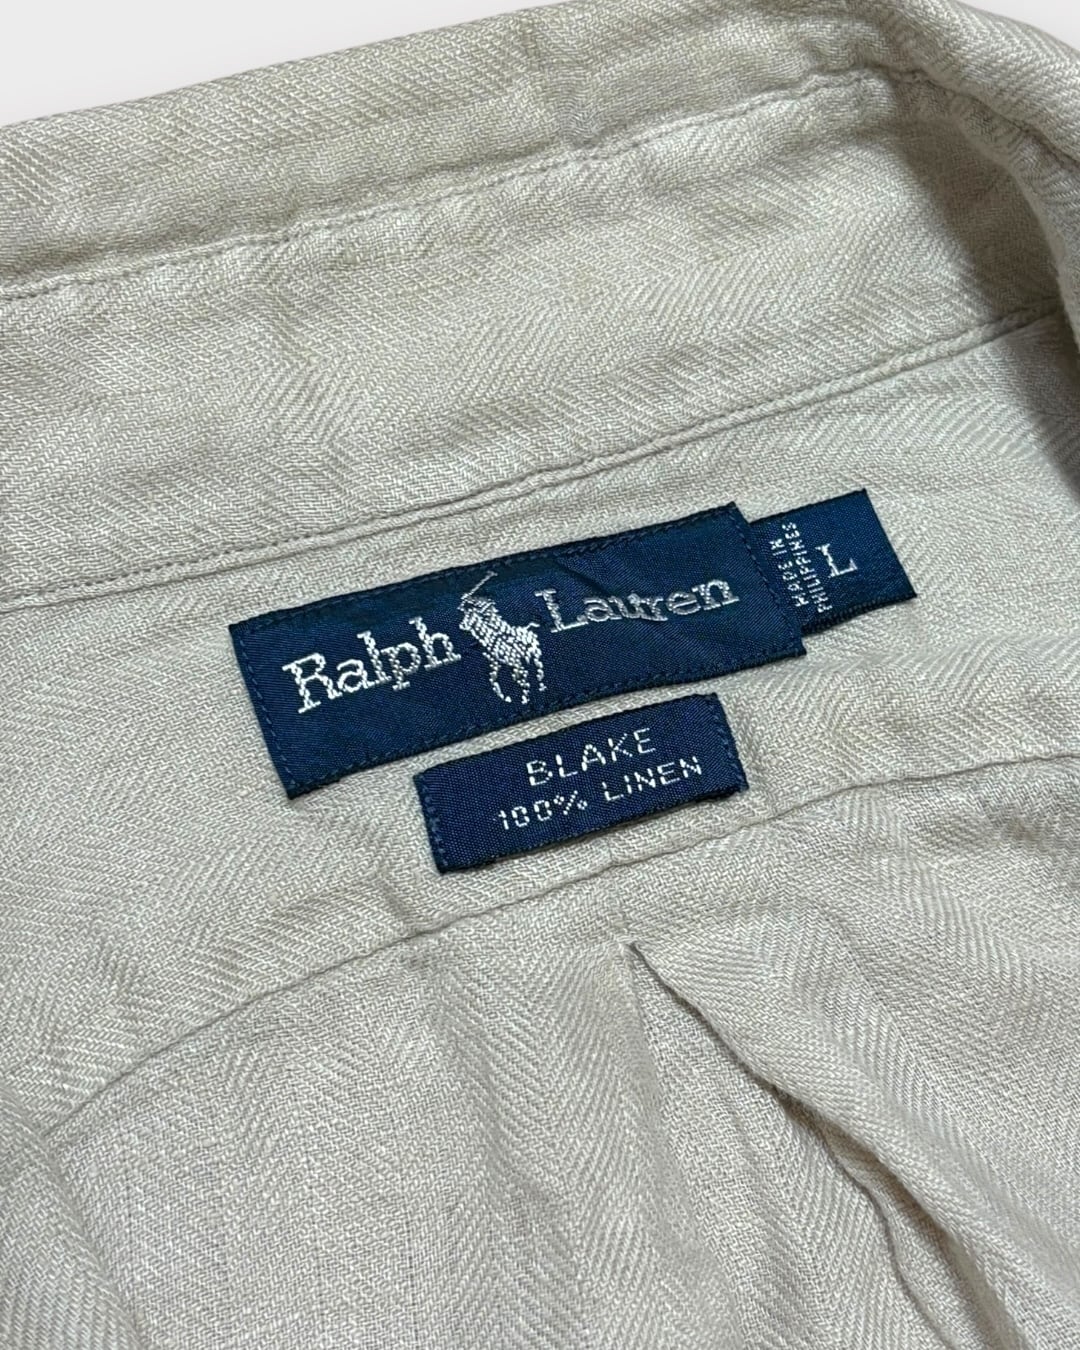 Ralph Lauren
MADE IN
PHILIPPINES
L
BLAKE
100% LINEN